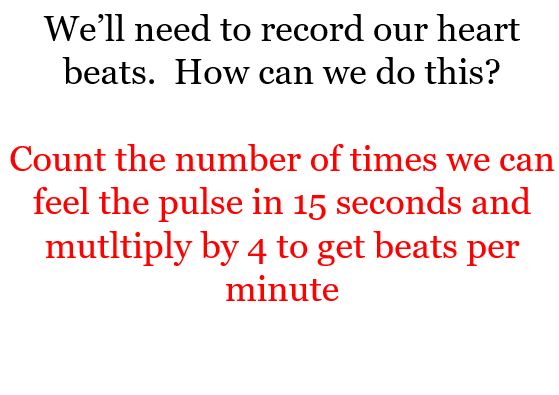 We’ll need to record our heart
beats.  How can we do this?
Count the number of times we can
feel the pulse in 15 seconds and
mutltiply by 4 to get beats per
minute